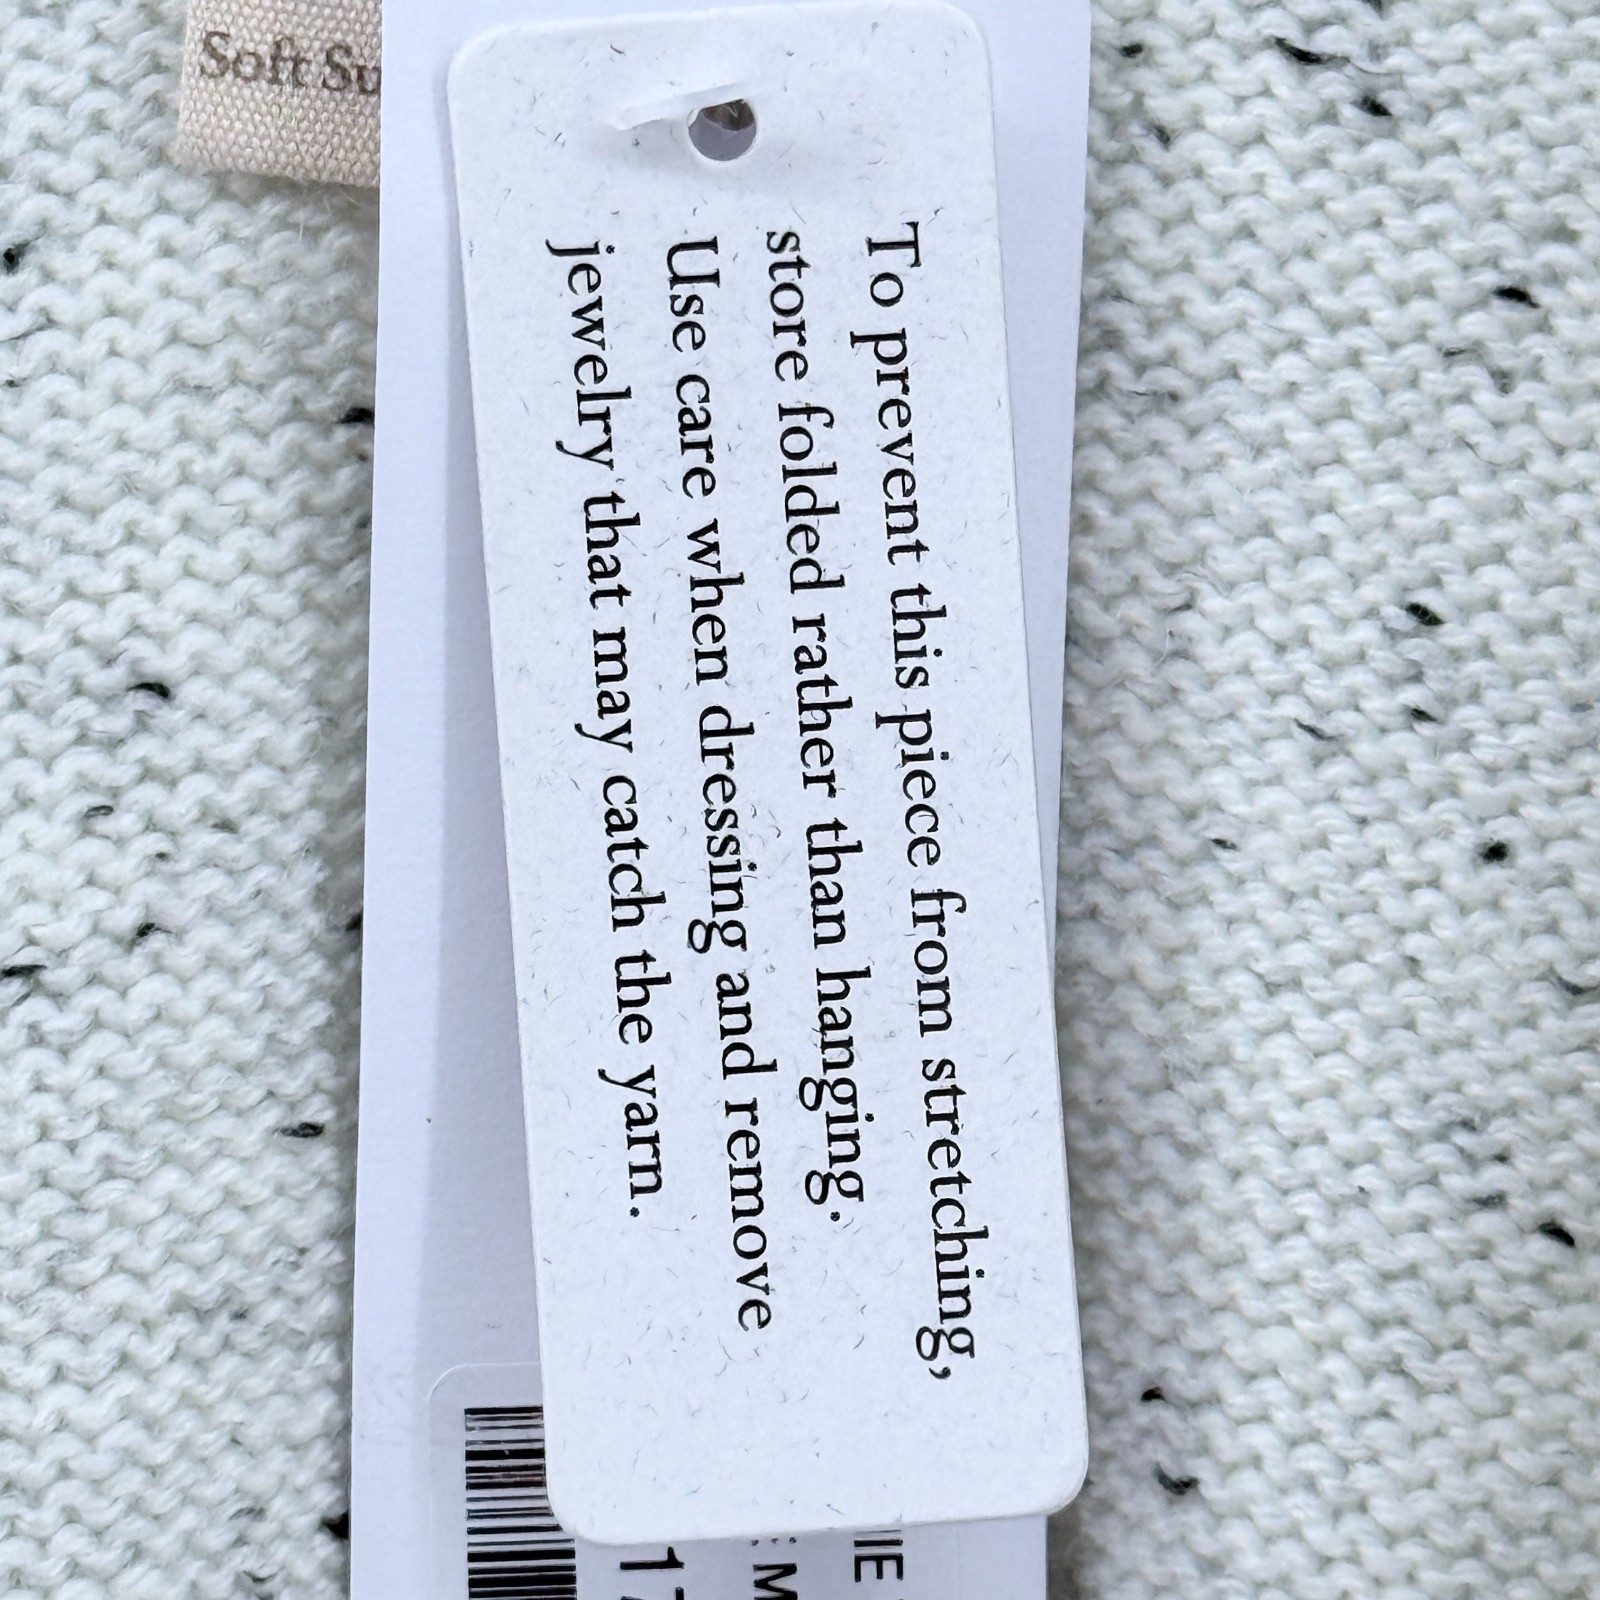 Soft
To prevent this piece from stretching,
store folded rather than hanging.
Use care when dressing and remove
jewelry that may catch the yarn.
M